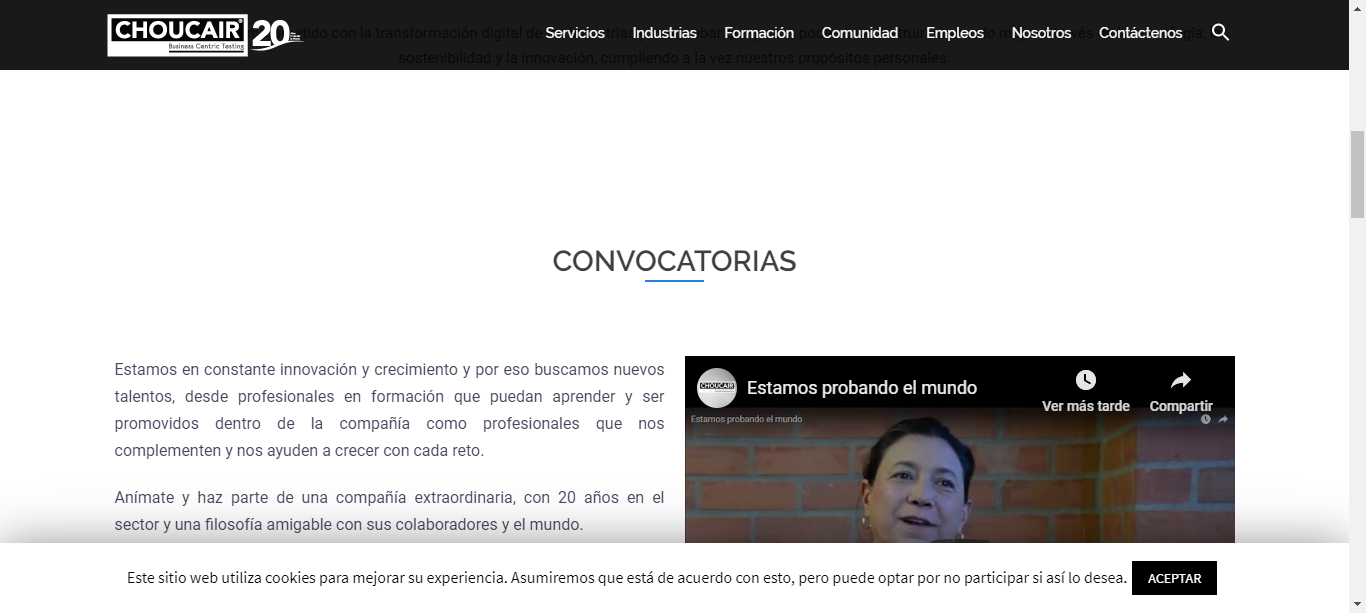 CHOUCAIR
Business Centric Testing
20
Servicios Industrias Formación Comunidad Empleos Nosotros Contáctenos
tido con la transformación digital de
sostenibilidad y la innovación, cumpliendo a la vez nuestros propósitos personales.
CONVOCATORIAS
Estamos en constante innovación y crecimiento y por eso buscamos nuevos
talentos, desde profesionales en formación que puedan aprender y ser
promovidos dentro de la compañía como profesionales que nos
complementen y nos ayuden a crecer con cada reto.
Anímate y haz parte de una compañía extraordinaria, con 20 años en el
sector y una filosofía amigable con sus colaboradores y el mundo.
CHOUCAIR
Estamos probando el mundo
Ver más tarde
Compartir
Estamos probando el mundo
Este sitio web utiliza cookies para mejorar su experiencia. Asumiremos que está de acuerdo con esto, pero puede optar por no participar si así lo desea. ACEPTAR